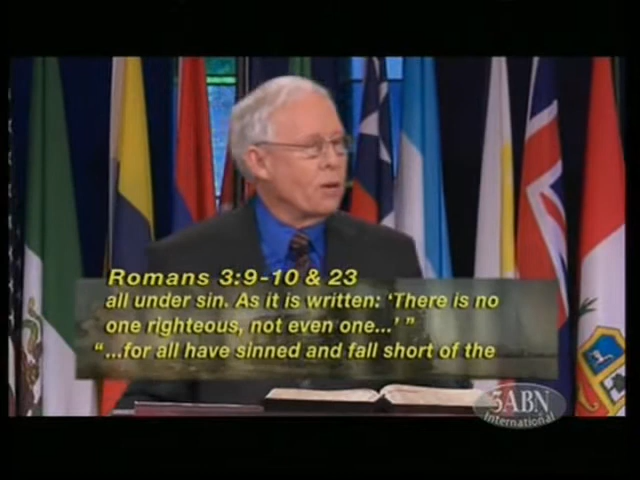 Romans 3:9-10 & 23
all under sin. As it is written: ‘There is no
one righteous, not even one...’ ”
“...for all have sinned and fall short of the
3ABN
International